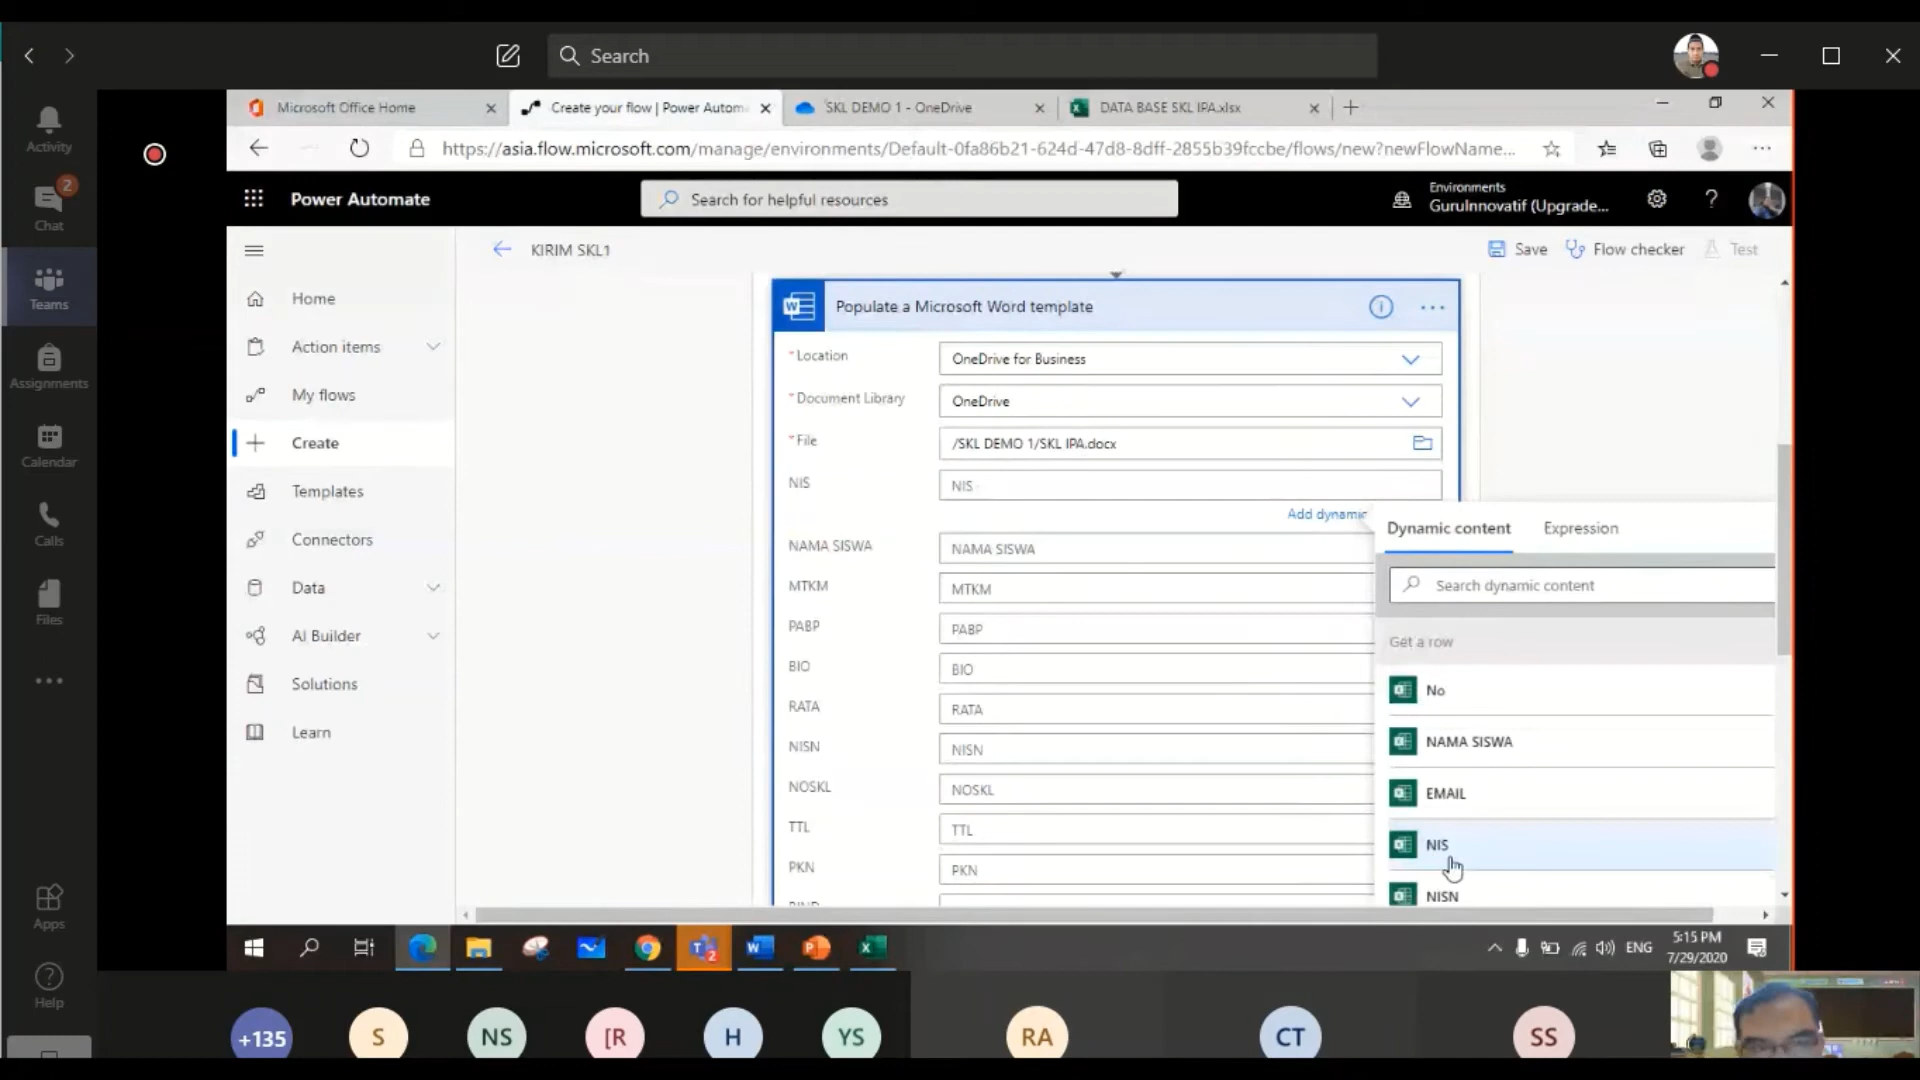 Search
Activity
2
Chat
Teams
Assignments
Calendar
Calls
Files
Apps
Help
Microsoft Office Home
Create your flow | Power Autom
SKL DEMO 1 - OneDrive
DATA BASE SKL IPA.xlsx
https://asia.flow.microsoft.com/manage/environments/Default-0fa86b21-624d-47d8-8dff-2855b39fccbe/flows/new?newFlowName...
Power Automate
Search for helpful resources
Environments
GuruInnovatif (Upgrade...
KIRIM SKL1
Save
Flow checker
Test
Home
Action items
My flows
Create
Templates
Connectors
Data
AI Builder
Solutions
Learn
Populate a Microsoft Word template
* Location
OneDrive for Business
* Document Library
OneDrive
* File
/SKL DEMO 1/SKL IPA.docx
NIS
NIS
Add dynamic
NAMA SISWA
NAMA SISWA
MTKM
MTKM
PABP
PABP
BIO
BIO
RATA
RATA
NISN
NISN
NOSKL
NOSKL
TTL
TTL
PKN
PKN
Dynamic content
Expression
Search dynamic content
Get a row
No
NAMA SISWA
EMAIL
NIS
NISN
2
ENG
5:15 PM
7/29/2020
+135
S
NS
[R
H
YS
RA
CT
SS